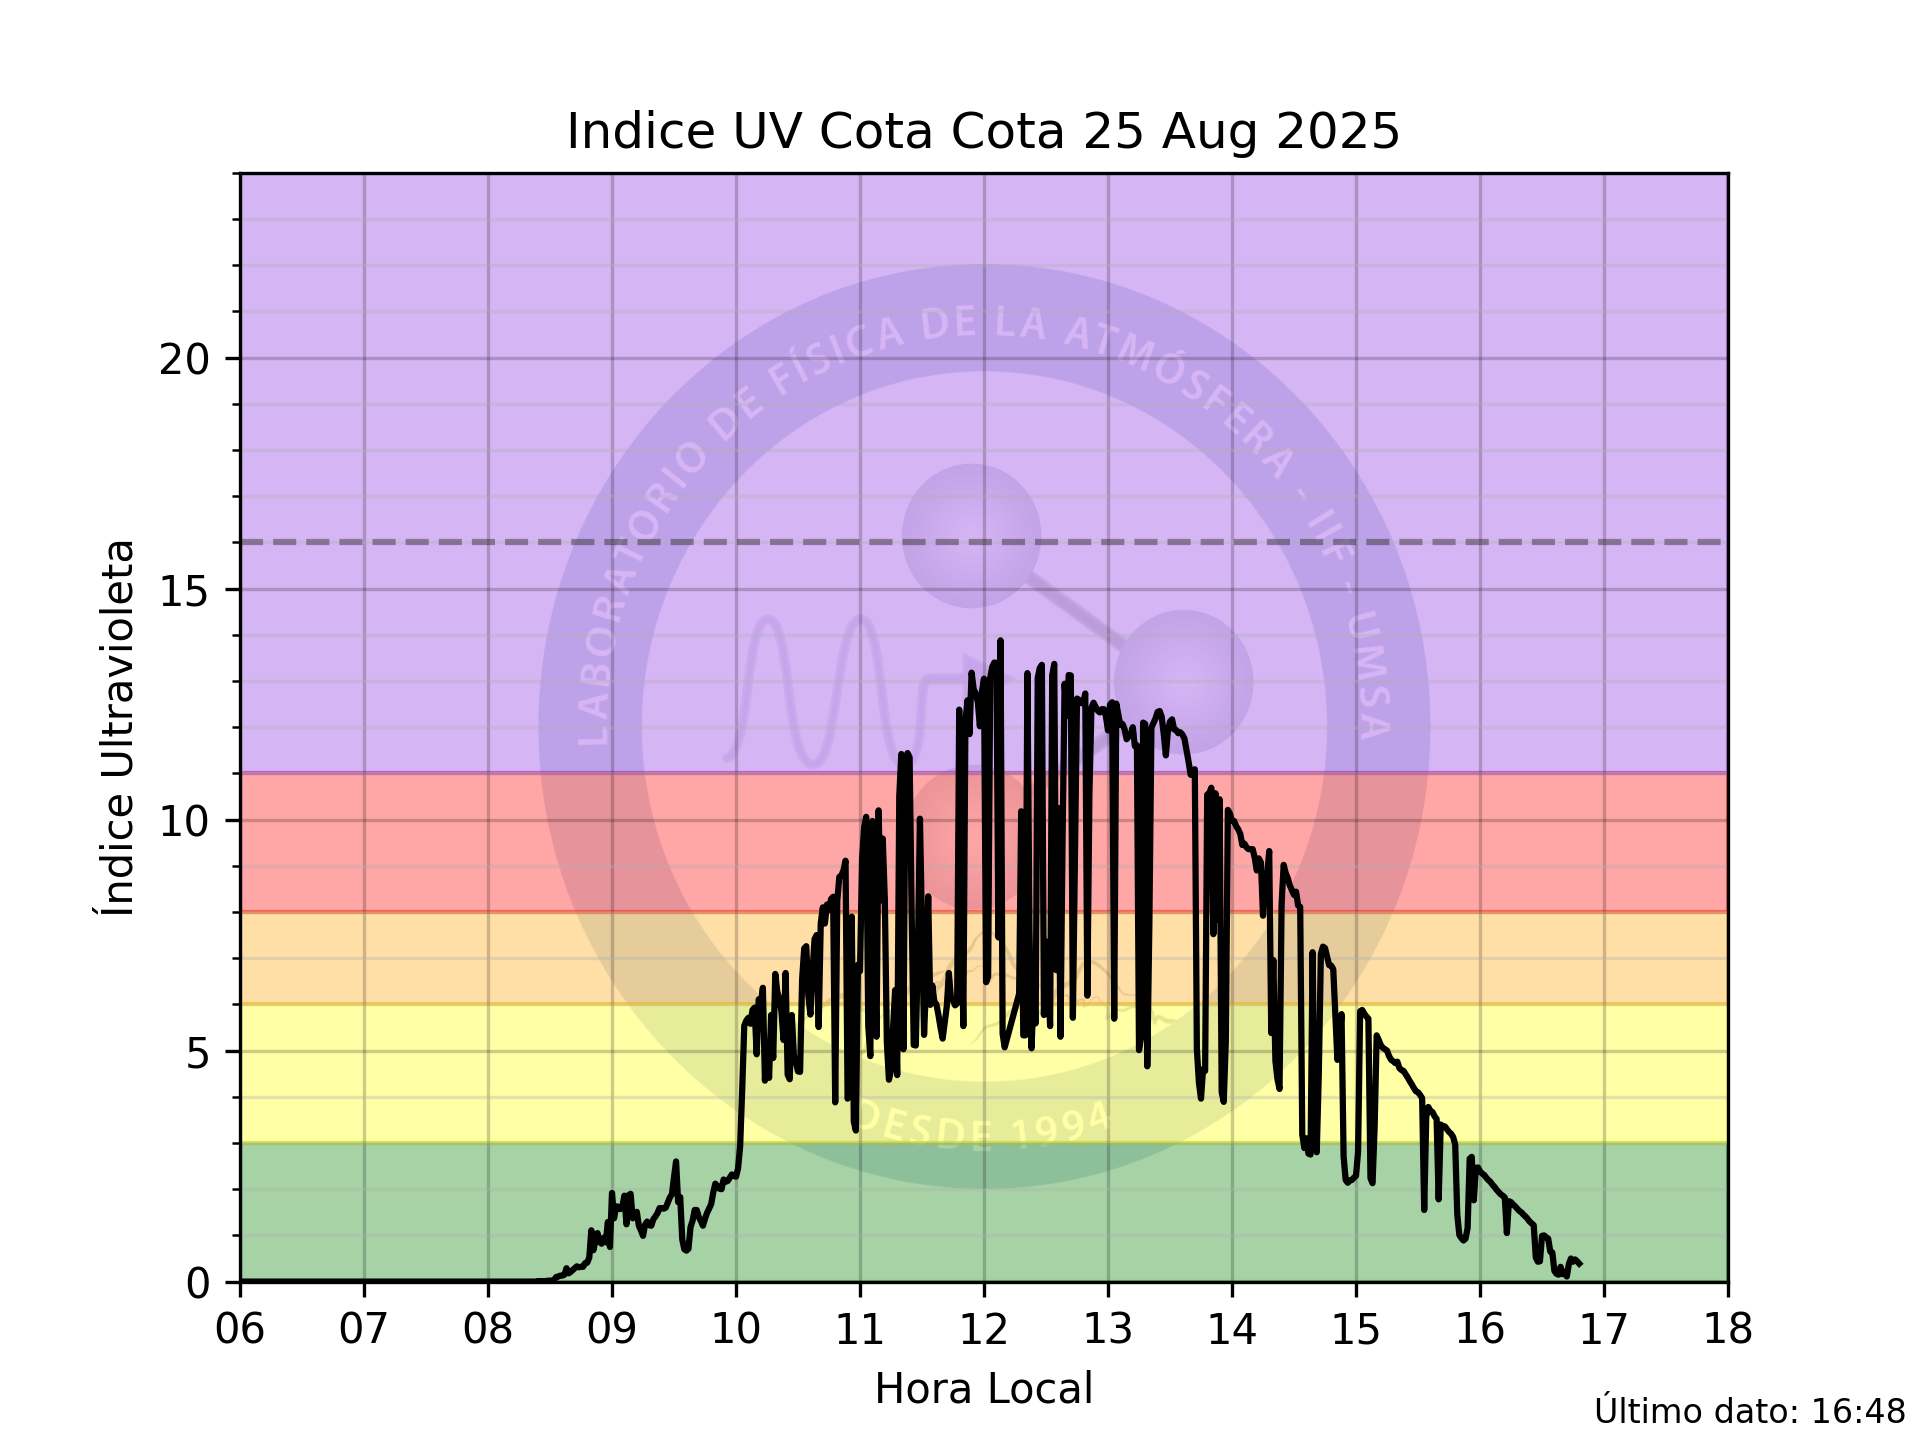 Indice UV Cota Cota 25 Aug 2025
LABORATORIO DE FÍSICA DE LA ATMÓSFERA - IIF - UMSA
DESDE 1994
Índice Ultravioleta
20
15
10
5
0
06 07 08 09 10 11 12 13 14 15 16 17 18
Hora Local
Último dato: 16:48